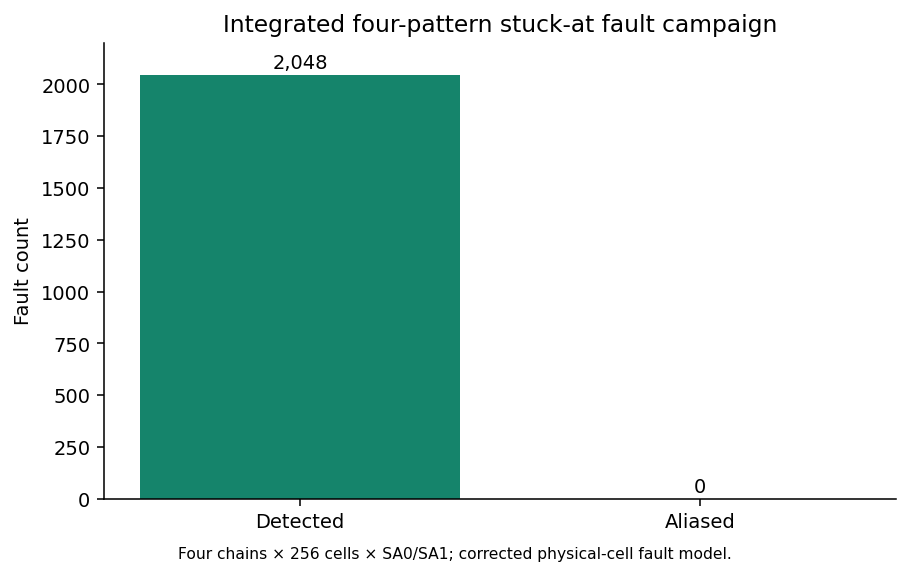 Integrated four-pattern stuck-at fault campaign
2,048
2000
1750
1500
1250
1000
750
500
250
0
0
Fault count
Detected
Aliased
Four chains × 256 cells × SA0/SA1; corrected physical-cell fault model.